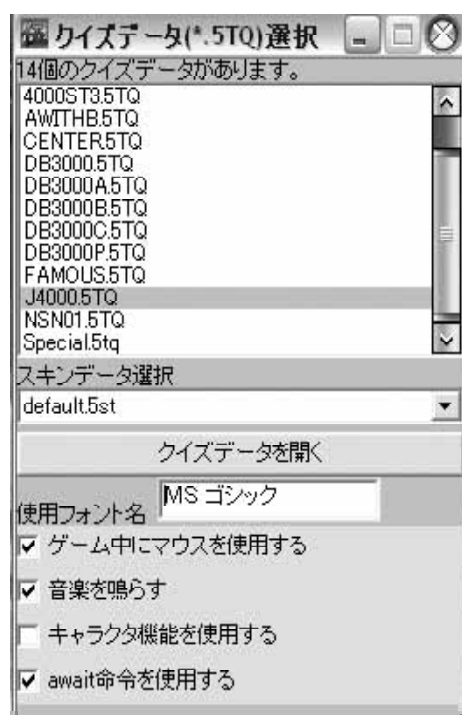 クイズデータ(*.5TQ)選択
14個のクイズデータがあります。
4000ST3.5TQ
AWITHB.5TQ
CENTER.5TQ
DB3000.5TQ
DB3000A.5TQ
DB3000B.5TQ
DB3000C.5TQ
DB3000P.5TQ
FAMOUS.5TQ
J4000.5TQ
NSN01.5TQ
Special.5tq
スキンデータ選択
default.5st
クイズデータを開く
使用フォント名 MS ゴシック
ゲーム中にマウスを使用する
音楽を鳴らす
キャラクタ機能を使用する
await命令を使用する